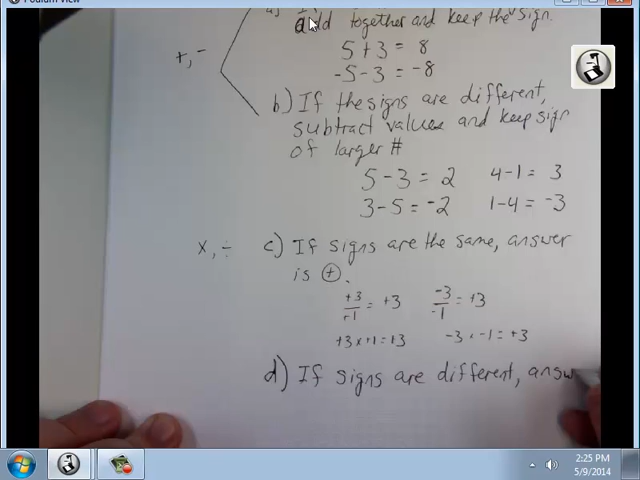 Podium View
add together and keep the sign.
+, -
5 + 3 = 8
-5 - 3 = -8
b) If the signs are different,
subtract values and keep sign
of larger #
5 - 3 = 2 4 - 1 = 3
3 - 5 = -2 1 - 4 = -3
x, ÷ c) If signs are the same, answer
is ⊕.
+3/+1 = +3 -3/-1 = +3
+3 × +1 = +3 -3 × -1 = +3
d) If signs are different, answ
2:25 PM
5/9/2014